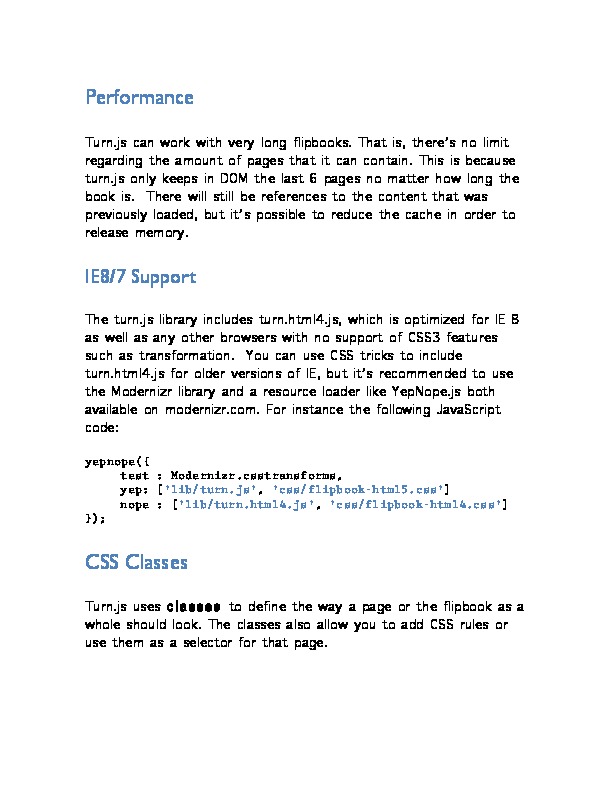 Performance
Turn.js can work with very long flipbooks. That is, there's no limit
regarding the amount of pages that it can contain. This is because
turn.js only keeps in DOM the last 6 pages no matter how long the
book is.  There will still be references to the content that was
previously loaded, but it's possible to reduce the cache in order to
release memory.
IE8/7 Support
The turn.js library includes turn.html4.js, which is optimized for IE 8
as well as any other browsers with no support of CSS3 features
such as transformation.  You can use CSS tricks to include
turn.html4.js for older versions of IE, but it's recommended to use
the Modernizr library and a resource loader like YepNope.js both
available on modernizr.com. For instance the following JavaScript
code:
yepnope({
     test : Modernizr.csstransforms,
     yep: ['lib/turn.js', 'css/flipbook-html5.css']
     nope : ['lib/turn.html4.js', 'css/flipbook-html4.css']
});
CSS Classes
Turn.js uses classes to define the way a page or the flipbook as a
whole should look. The classes also allow you to add CSS rules or
use them as a selector for that page.